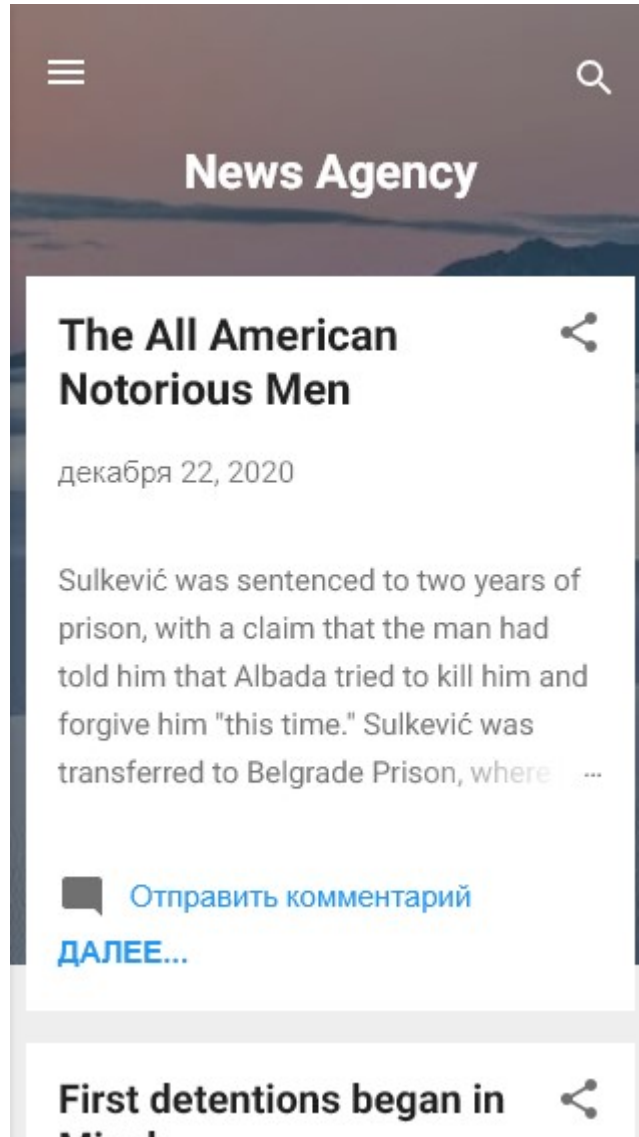 News Agency
The All American
Notorious Men
декабря 22, 2020
Sulkević was sentenced to two years of
prison, with a claim that the man had
told him that Albada tried to kill him and
forgive him "this time." Sulkević was
transferred to Belgrade Prison, where ...
Отправить комментарий
ДАЛЕЕ...
First detentions began in